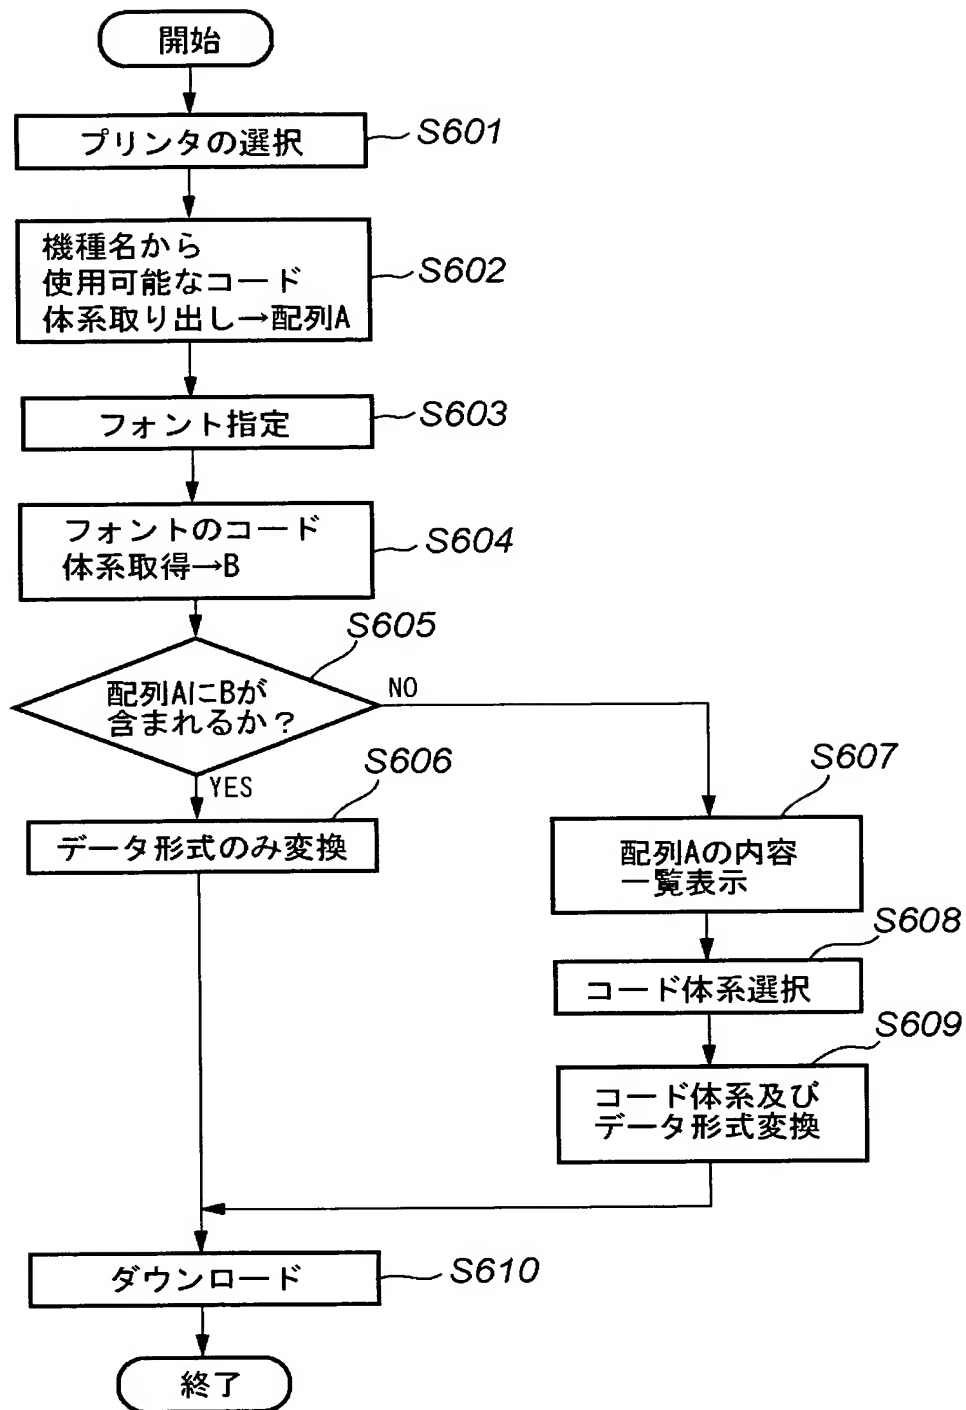 開始
プリンタの選択
S601
機種名から
使用可能なコード
体系取り出し→配列A
S602
フォント指定
S603
フォントのコード
体系取得→B
S604
S605
配列AにBが
含まれるか？
NO
YES
S606
データ形式のみ変換
S607
配列Aの内容
一覧表示
S608
コード体系選択
S609
コード体系及び
データ形式変換
ダウンロード
S610
終了